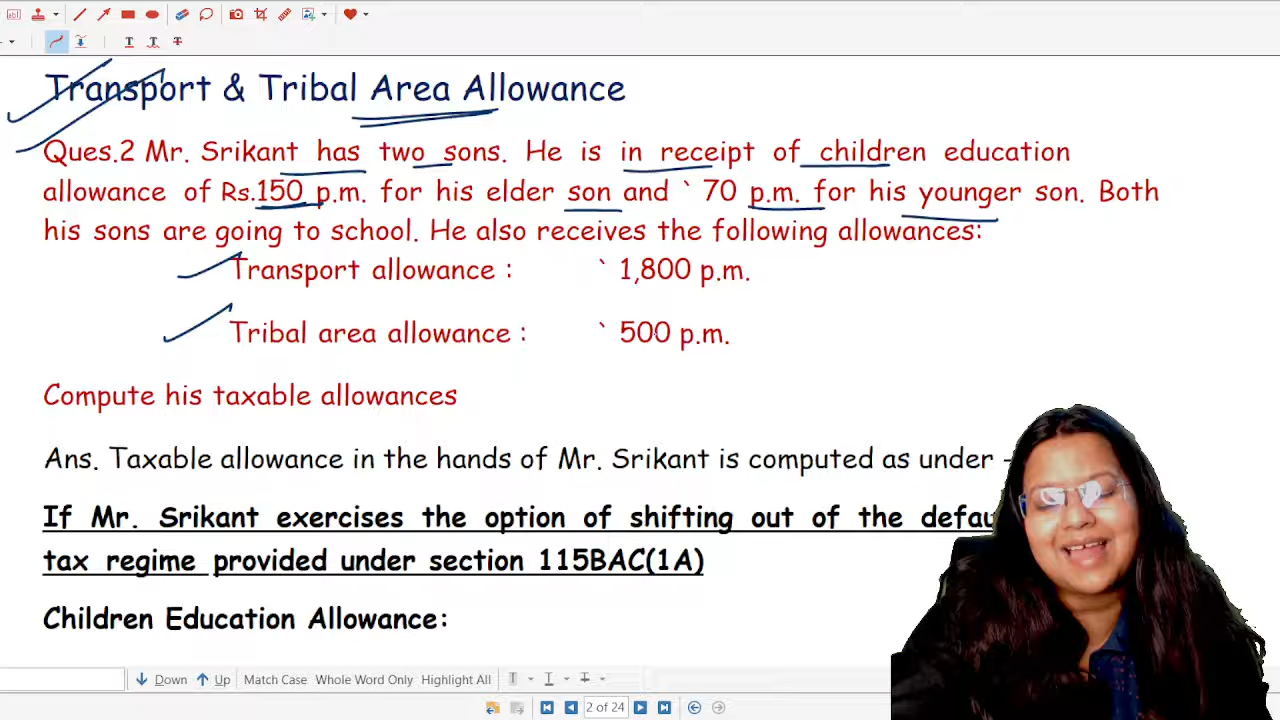 Transport & Tribal Area Allowance
Ques.2 Mr. Srikant has two sons. He is in receipt of children education
allowance of Rs.150 p.m. for his elder son and ` 70 p.m. for his younger son. Both
his sons are going to school. He also receives the following allowances:
Transport allowance : ` 1,800 p.m.
Tribal area allowance : ` 500 p.m.
Compute his taxable allowances
Ans. Taxable allowance in the hands of Mr. Srikant is computed as under -
If Mr. Srikant exercises the option of shifting out of the defau
tax regime provided under section 115BAC(1A)
Children Education Allowance:
Down Up Match Case Whole Word Only Highlight All T T T
2 of 24